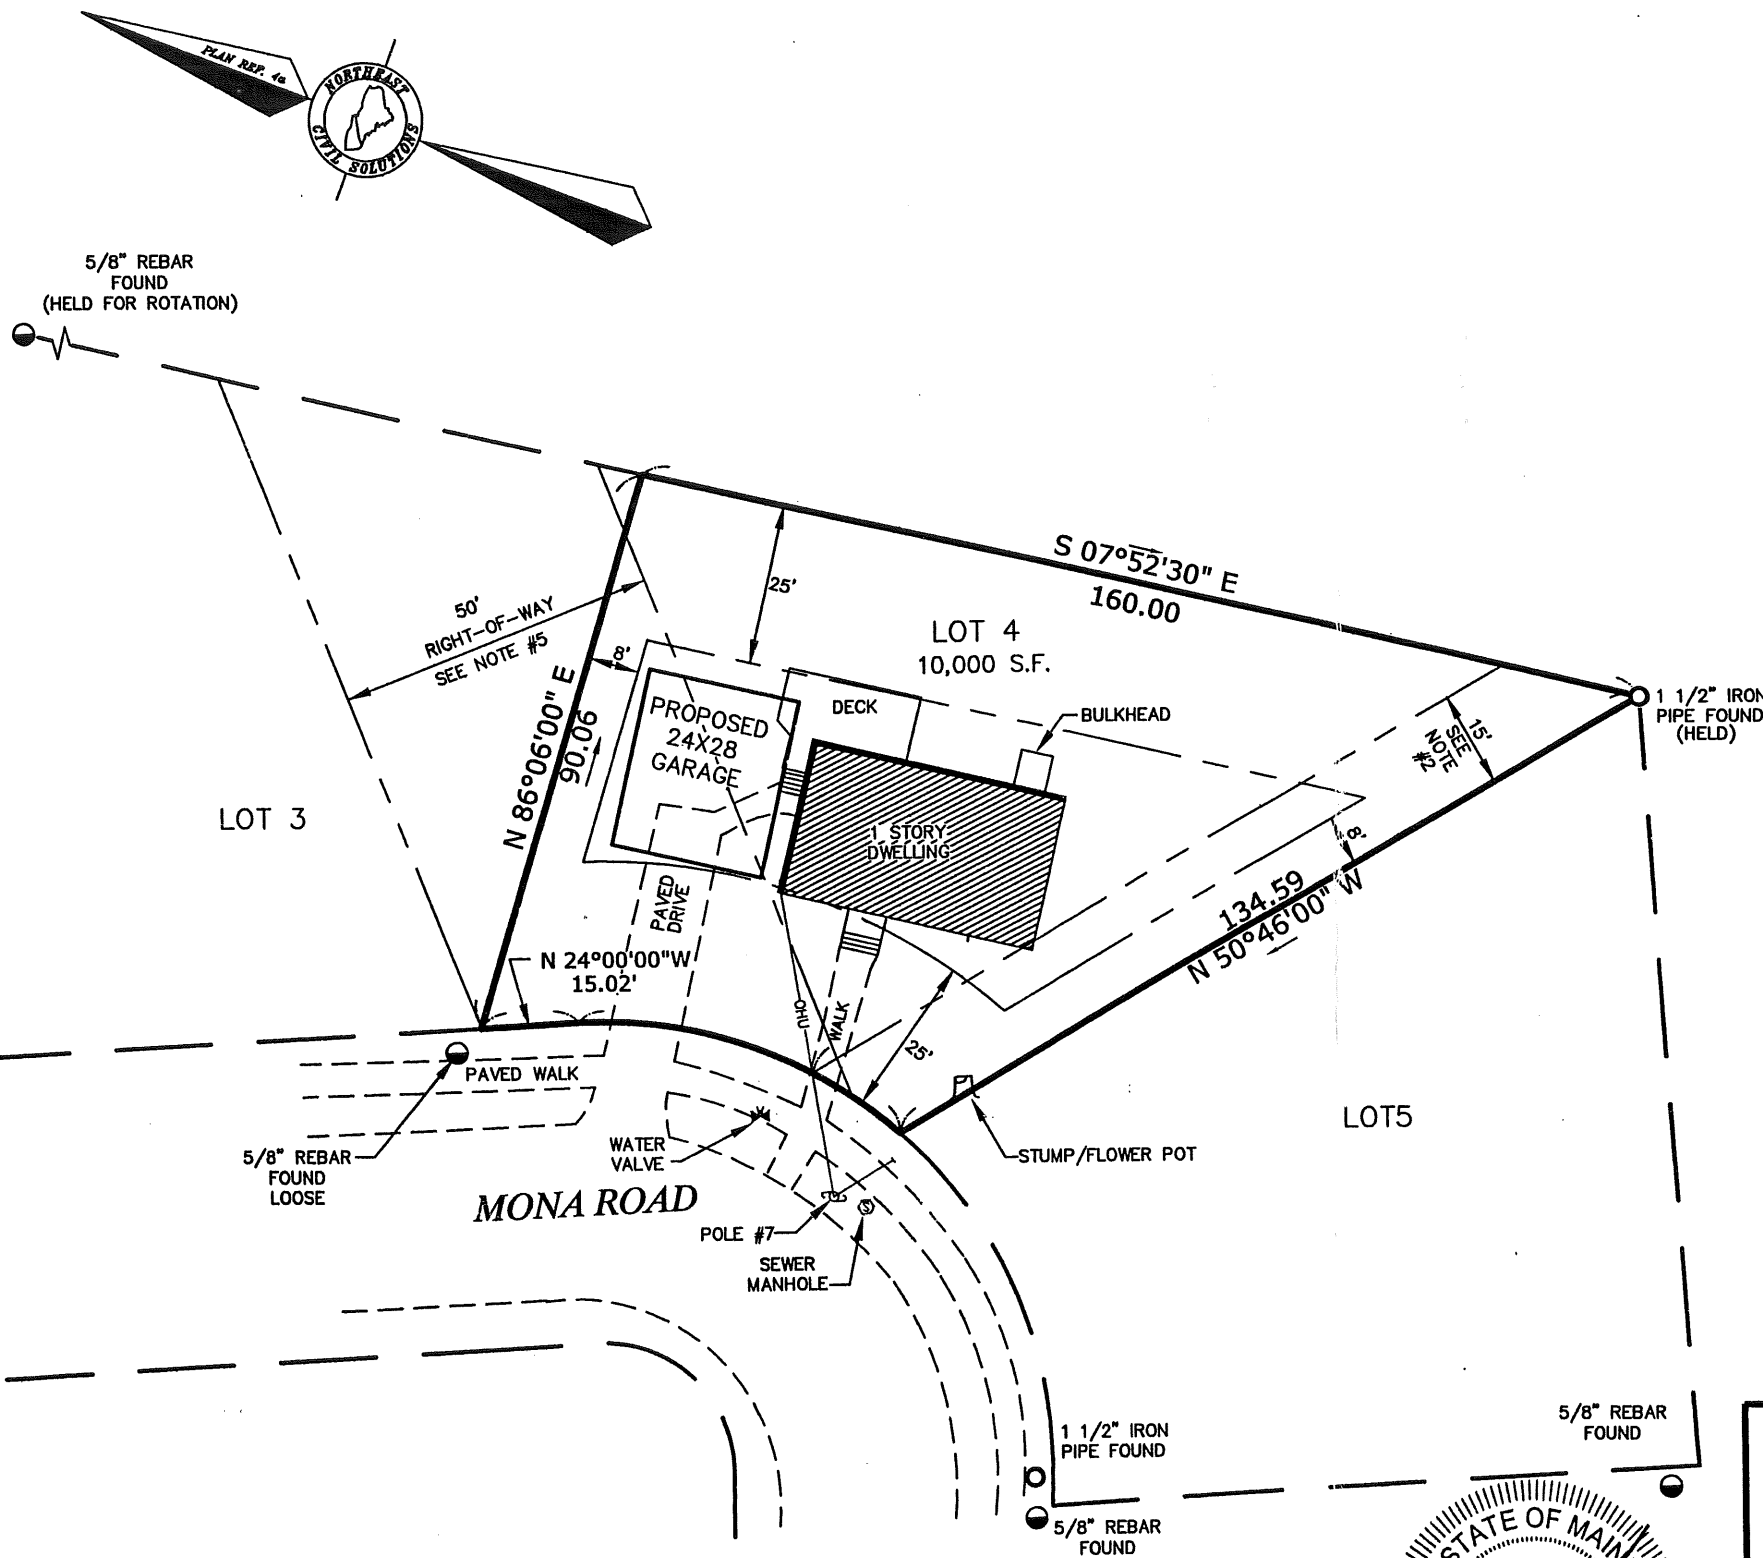 PLAN REF. 4a
NORTHEAST
CIVIL SOLUTIONS
5/8" REBAR
FOUND
(HELD FOR ROTATION)
S 07°52'30" E
160.00
25'
50'
RIGHT-OF-WAY
SEE NOTE #5
LOT 4
10,000 S.F.
8'
N 86°06'00" E
90.06
PROPOSED
24X28
GARAGE
DECK
BULKHEAD
1 1/2" IRON
PIPE FOUND
(HELD)
15'
SEE
NOTE
#2
LOT 3
1 STORY
DWELLING
8'
PAVED
DRIVE
134.59
N 50°46'00" W
N 24°00'00"W
15.02'
OHU
WALK
25'
PAVED WALK
LOT5
5/8" REBAR
FOUND
LOOSE
WATER
VALVE
STUMP/FLOWER POT
MONA ROAD
POLE #7
S
SEWER
MANHOLE
1 1/2" IRON
PIPE FOUND
5/8" REBAR
FOUND
5/8" REBAR
FOUND
STATE OF MAIN